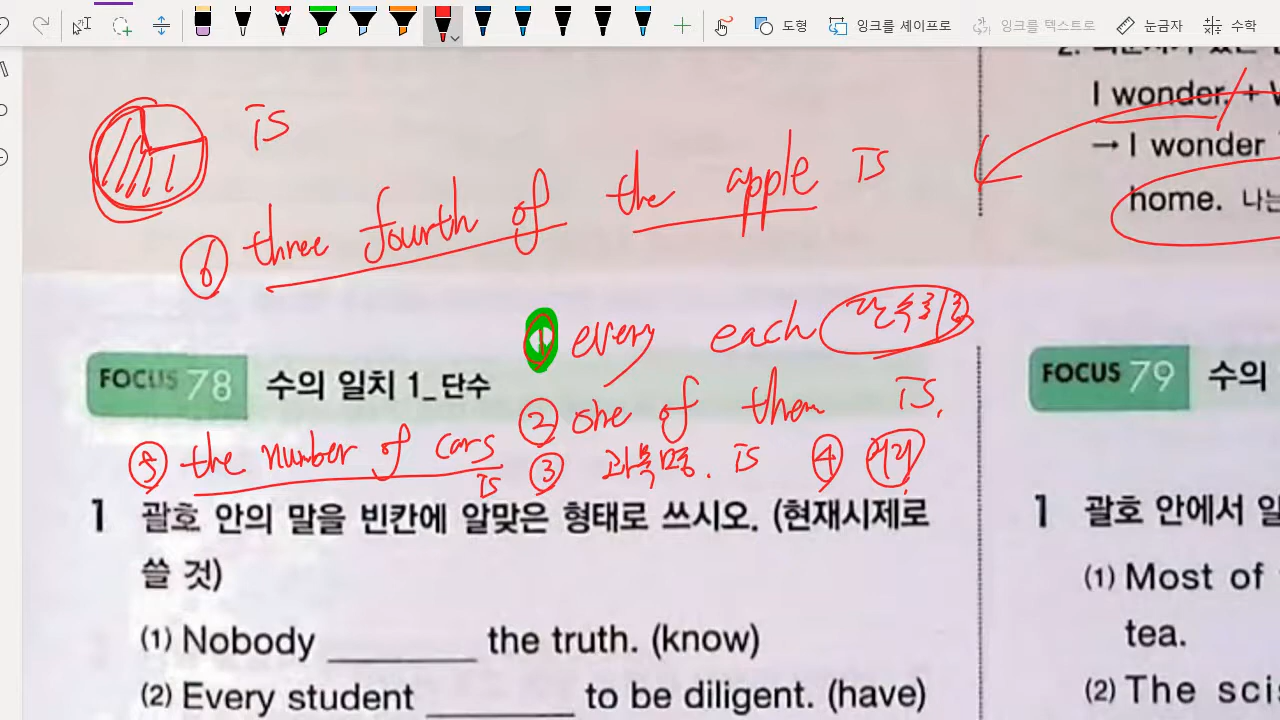 도형 잉크를 셰이프로 잉크를 텍스트로 눈금자 수학
is
⑥ three fourth of the apple is
I wonder. +
→ I wonder
home. 나는
① every each
FOCUS 78 수의 일치 1_단수
② one of them is.
⑤ the number of cars is
③ 과목명. is ④ 거리.
1 괄호 안의 말을 빈칸에 알맞은 형태로 쓰시오. (현재시제로
쓸 것)
(1) Nobody ________ the truth. (know)
(2) Every student ________ to be diligent. (have)
FOCUS 79 수의
1 괄호 안에서
(1) Most of
tea.
(2) The sci